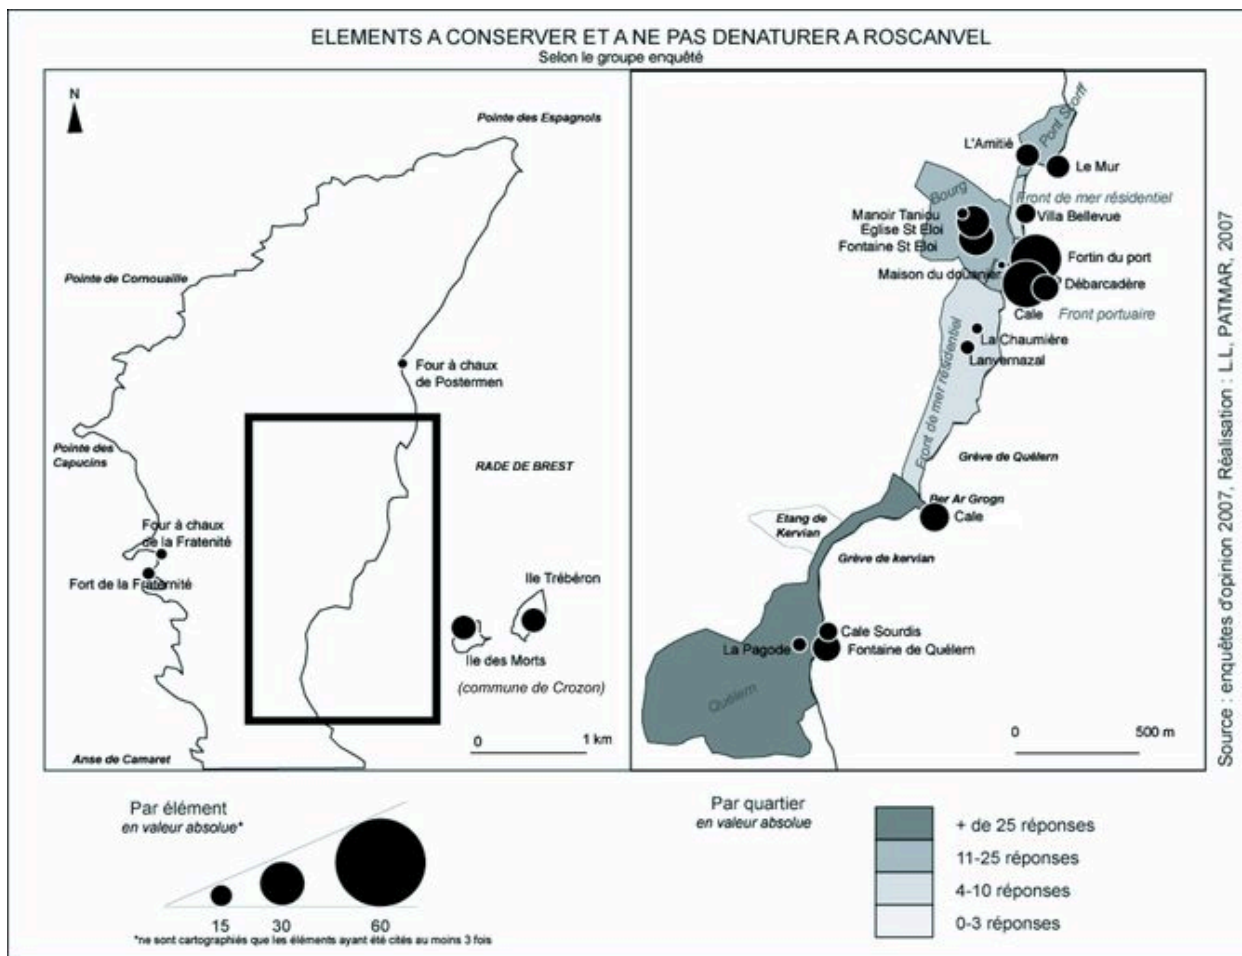 ELEMENTS A CONSERVER ET A NE PAS DENATURER A ROSCANVEL
Selon le groupe enquêté
N
Pointe des Espagnols
Pointe de Cornouaille
Four à chaux
de Postermen
Pointe des
Capucins
RADE DE BREST
Four à chaux
de la Fratenité
Fort de la Fraternité
Ile Trébéron
Ile des Morts
(commune de Crozon)
0 1 km
Anse de Camaret
Pont Scorff
L'Amitié
Le Mur
Bourg
Front de mer résidentiel
Manoir Taniou
Villa Bellevue
Eglise St Eloi
Fontaine St Eloi
Fortin du port
Maison du douanier
Débarcadère
Cale
Front portuaire
La Chaumière
Lanvernazal
Front de mer résidentiel
Grève de Quélern
Per Ar Grogn
Cale
Etang de
Kervian
Grève de kervian
Cale Sourdis
La Pagode
Fontaine de Quélern
Quélern
0 500 m
Source : enquêtes d'opinion 2007, Réalisation : L.L, PATMAR, 2007
Par élément
en valeur absolue*
15 30 60
*ne sont cartographiés que les éléments ayant été cités au moins 3 fois
Par quartier
en valeur absolue
+ de 25 réponses
11-25 réponses
4-10 réponses
0-3 réponses